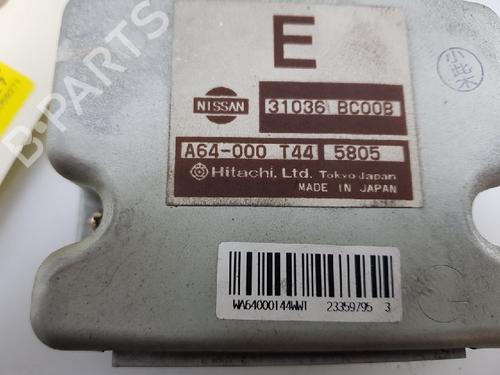 E
NISSAN
31036 BC00B
A64-000 T44 5805
Hitachi, Ltd. Tokyo Japan
MADE IN JAPAN
WA64000144WW1 23359795 3
B-PARTS